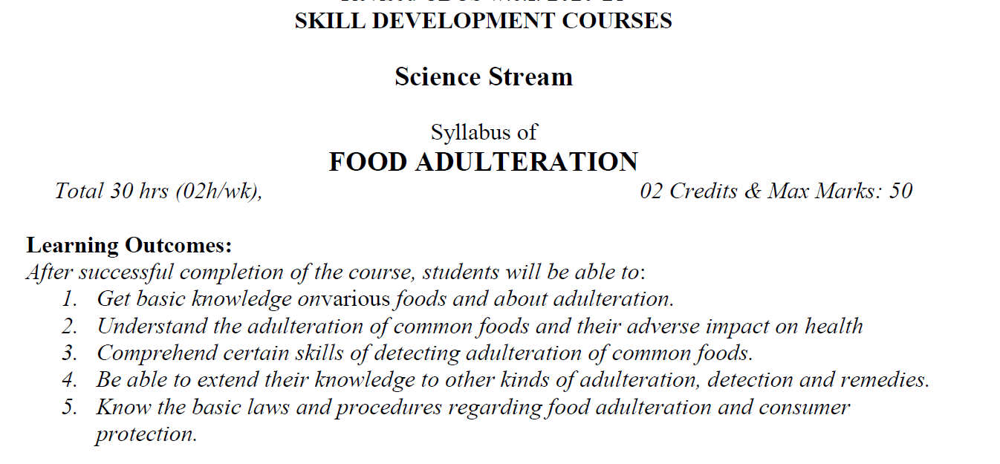 SKILL DEVELOPMENT COURSES
Science Stream
Syllabus of
FOOD ADULTERATION
Total 30 hrs (02h/wk), 02 Credits & Max Marks: 50
Learning Outcomes:
After successful completion of the course, students will be able to:
1. Get basic knowledge onvarious foods and about adulteration.
2. Understand the adulteration of common foods and their adverse impact on health
3. Comprehend certain skills of detecting adulteration of common foods.
4. Be able to extend their knowledge to other kinds of adulteration, detection and remedies.
5. Know the basic laws and procedures regarding food adulteration and consumer
protection.